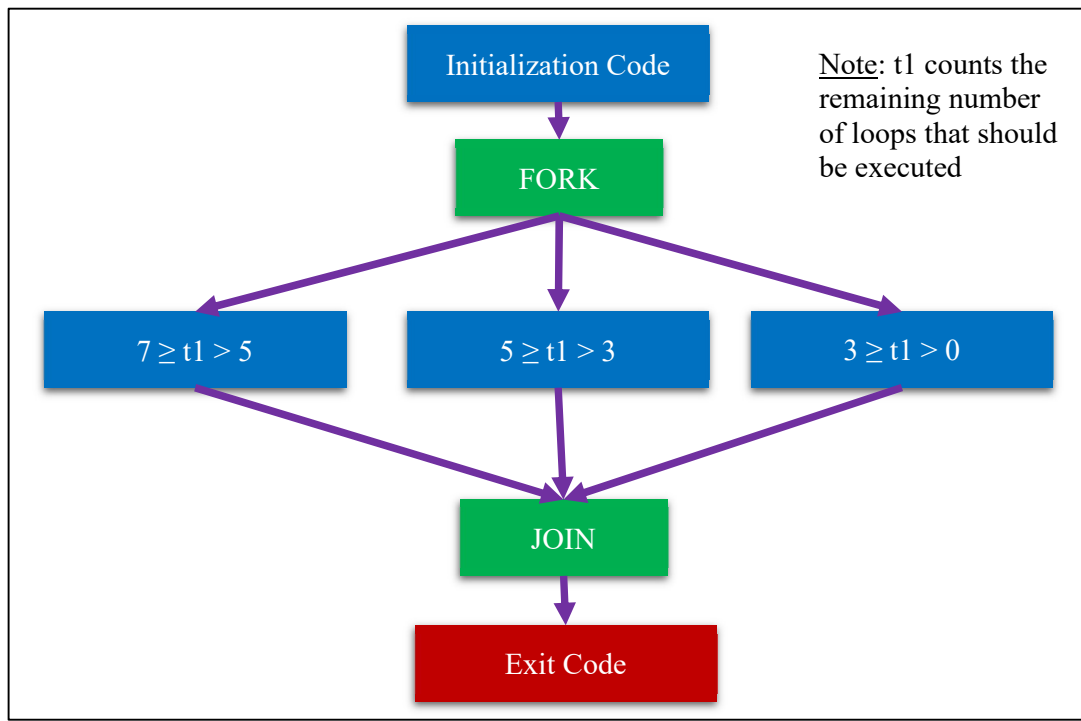 Initialization Code
Note: t1 counts the
remaining number
of loops that should
be executed
FORK
7 ≥ t1 > 5
5 ≥ t1 > 3
3 ≥ t1 > 0
JOIN
Exit Code